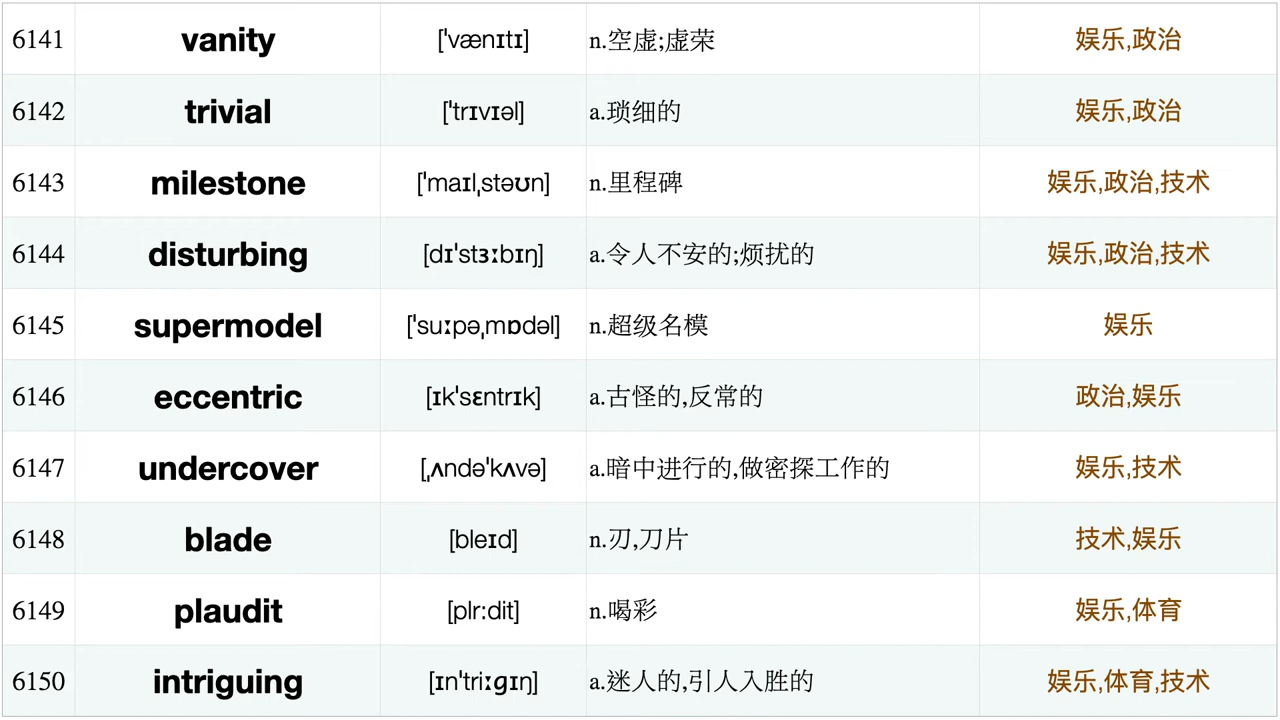 6141 vanity ['vænɪtɪ] n.空虚;虚荣 娱乐,政治
6142 trivial ['trɪvɪəl] a.琐细的 娱乐,政治
6143 milestone ['maɪlˌstəʊn] n.里程碑 娱乐,政治,技术
6144 disturbing [dɪ'stɜːbɪŋ] a.令人不安的;烦扰的 娱乐,政治,技术
6145 supermodel ['suːpəˌmɒdəl] n.超级名模 娱乐
6146 eccentric [ɪk'sɛntrɪk] a.古怪的,反常的 政治,娱乐
6147 undercover [ˌʌndə'kʌvə] a.暗中进行的,做密探工作的 娱乐,技术
6148 blade [bleɪd] n.刃,刀片 技术,娱乐
6149 plaudit [plr:dit] n.喝彩 娱乐,体育
6150 intriguing [ɪn'triːgɪŋ] a.迷人的,引人入胜的 娱乐,体育,技术